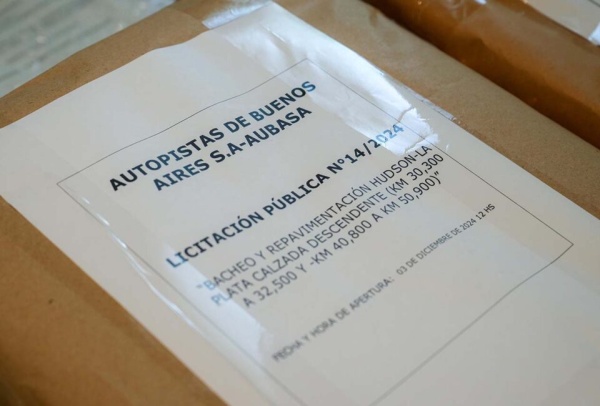 AUTOPISTAS DE BUENOS
AIRES S.A-AUBASA
LICITACIÓN PÚBLICA N°14/2024
"BACHEO Y REPAVIMENTACIÓN HUDSON-LA
PLATA CALZADA DESCENDENTE (KM 30,300
A 32,500 Y -KM 40,800 A KM 50,900)"
FECHA Y HORA DE APERTURA: 03 DE DICIEMBRE DE 2024 12 HS